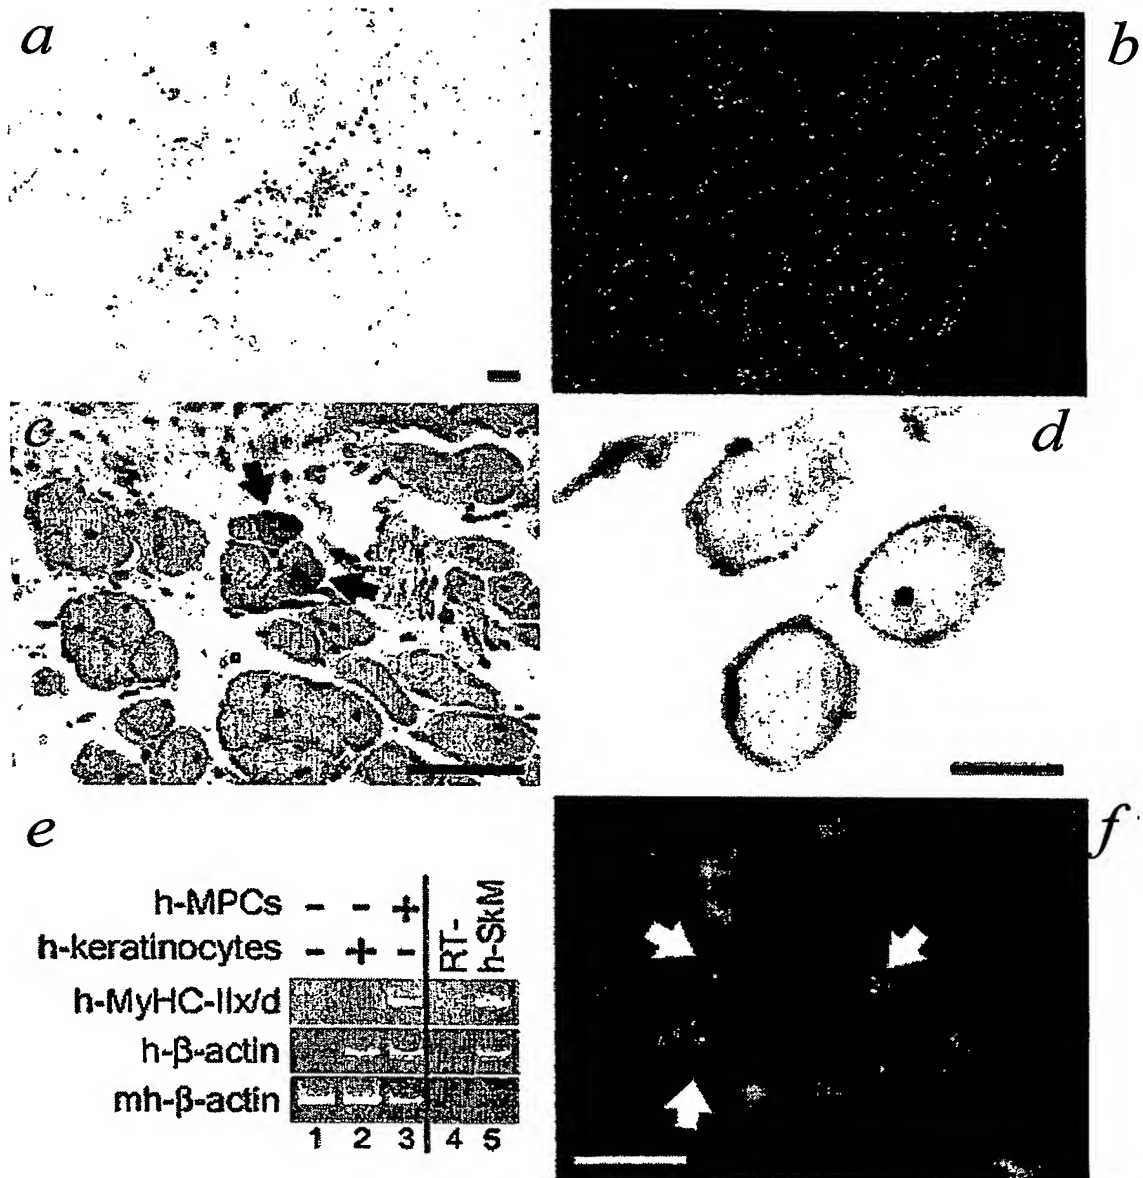 a
b
c
d
e
f
h-MPCs - - +
h-keratinocytes - + -
RT-
h-SkM
h-MyHC-IIx/d
h-β-actin
mh-β-actin
1 2 3 4 5